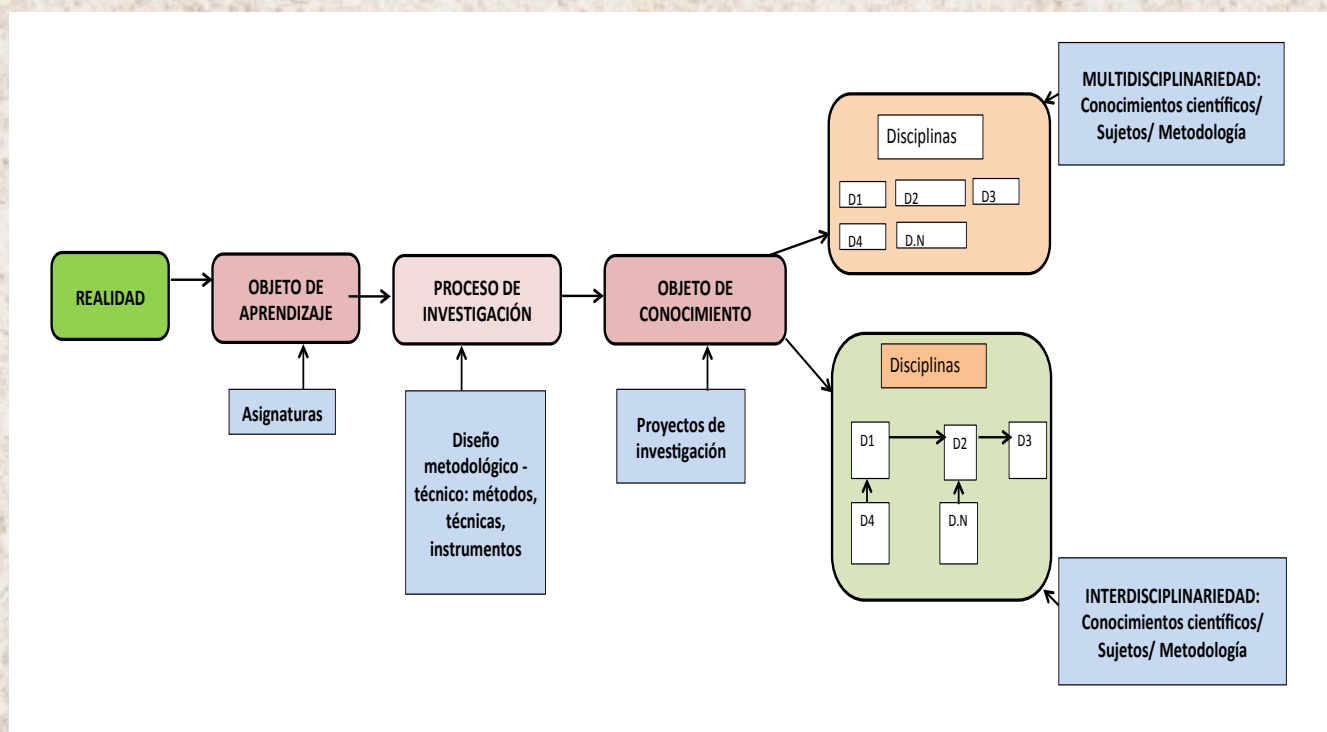 REALIDAD
OBJETO DE
APRENDIZAJE
Asignaturas
PROCESO DE
INVESTIGACIÓN
Diseño
metodológico -
técnico: métodos,
técnicas,
instrumentos
OBJETO DE
CONOCIMIENTO
Proyectos de
investigación
Disciplinas
D1
D2
D3
D4
D.N
MULTIDISCIPLINARIEDAD:
Conocimientos científicos/
Sujetos/ Metodología
Disciplinas
D1
D2
D3
D4
D.N
INTERDISCIPLINARIEDAD:
Conocimientos científicos/
Sujetos/ Metodología